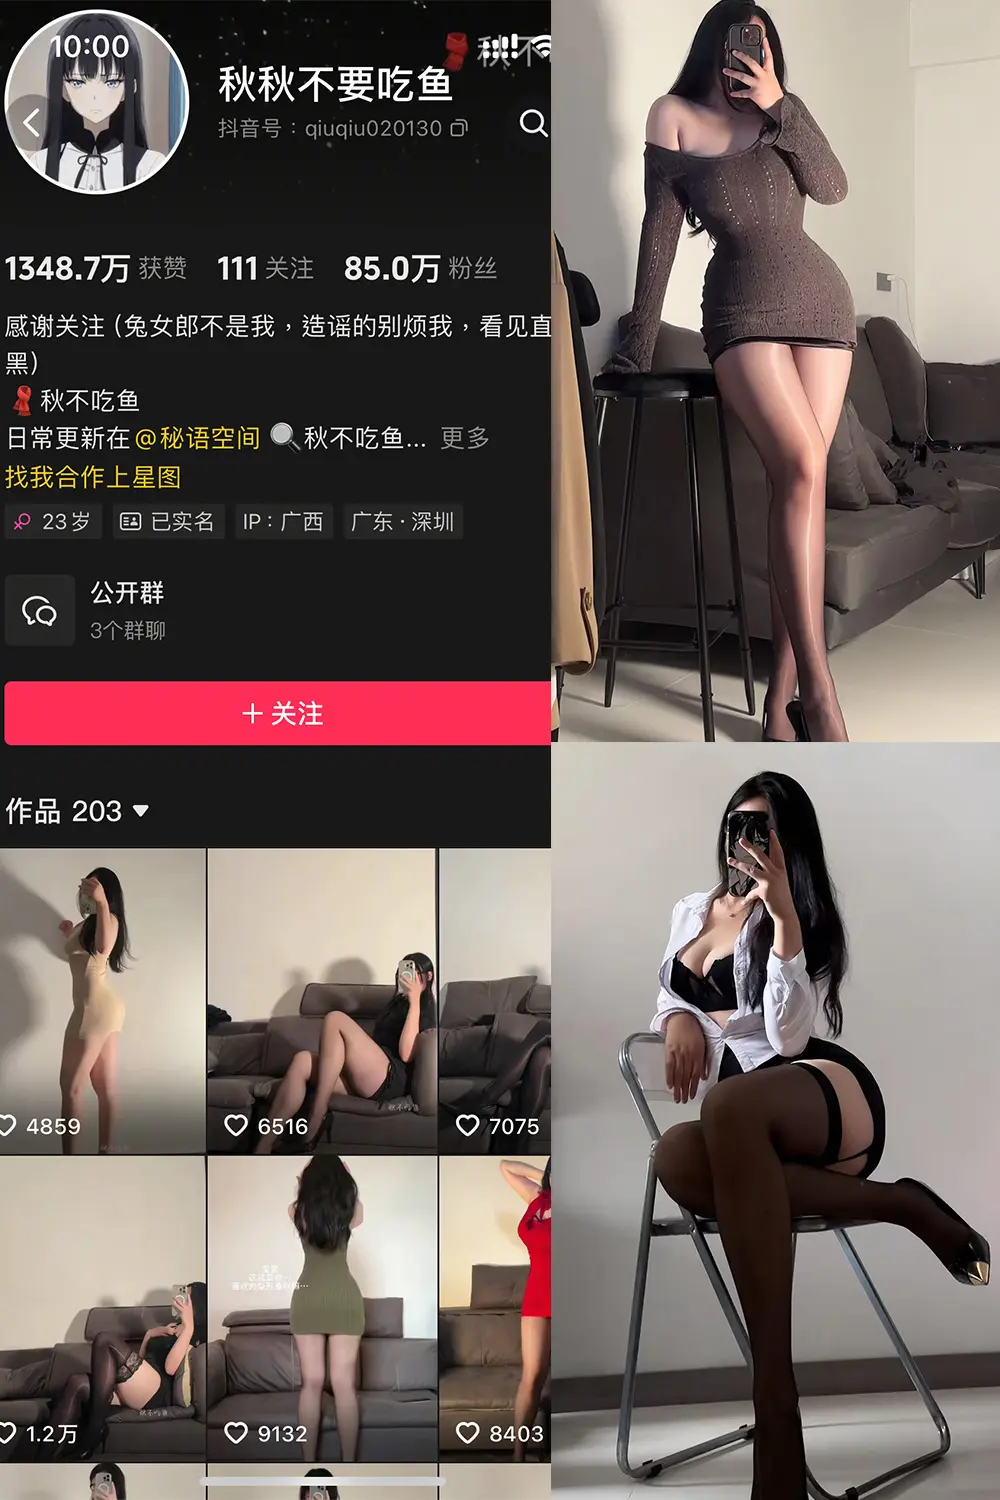 10:00
秋秋不要吃鱼
抖音号：qiuqiu020130
1348.7万 获赞 111 关注 85.0万 粉丝
感谢关注 (兔女郎不是我，造谣的别烦我，看见直
黑)
秋不吃鱼
日常更新在 @秘语空间 秋不吃鱼... 更多
找我合作上星图
23岁 已实名 IP：广西 广东·深圳
公开群
3个群聊
+ 关注
作品 203
4859 6516 7075
秋不吃鱼
1.2万 9132 8403